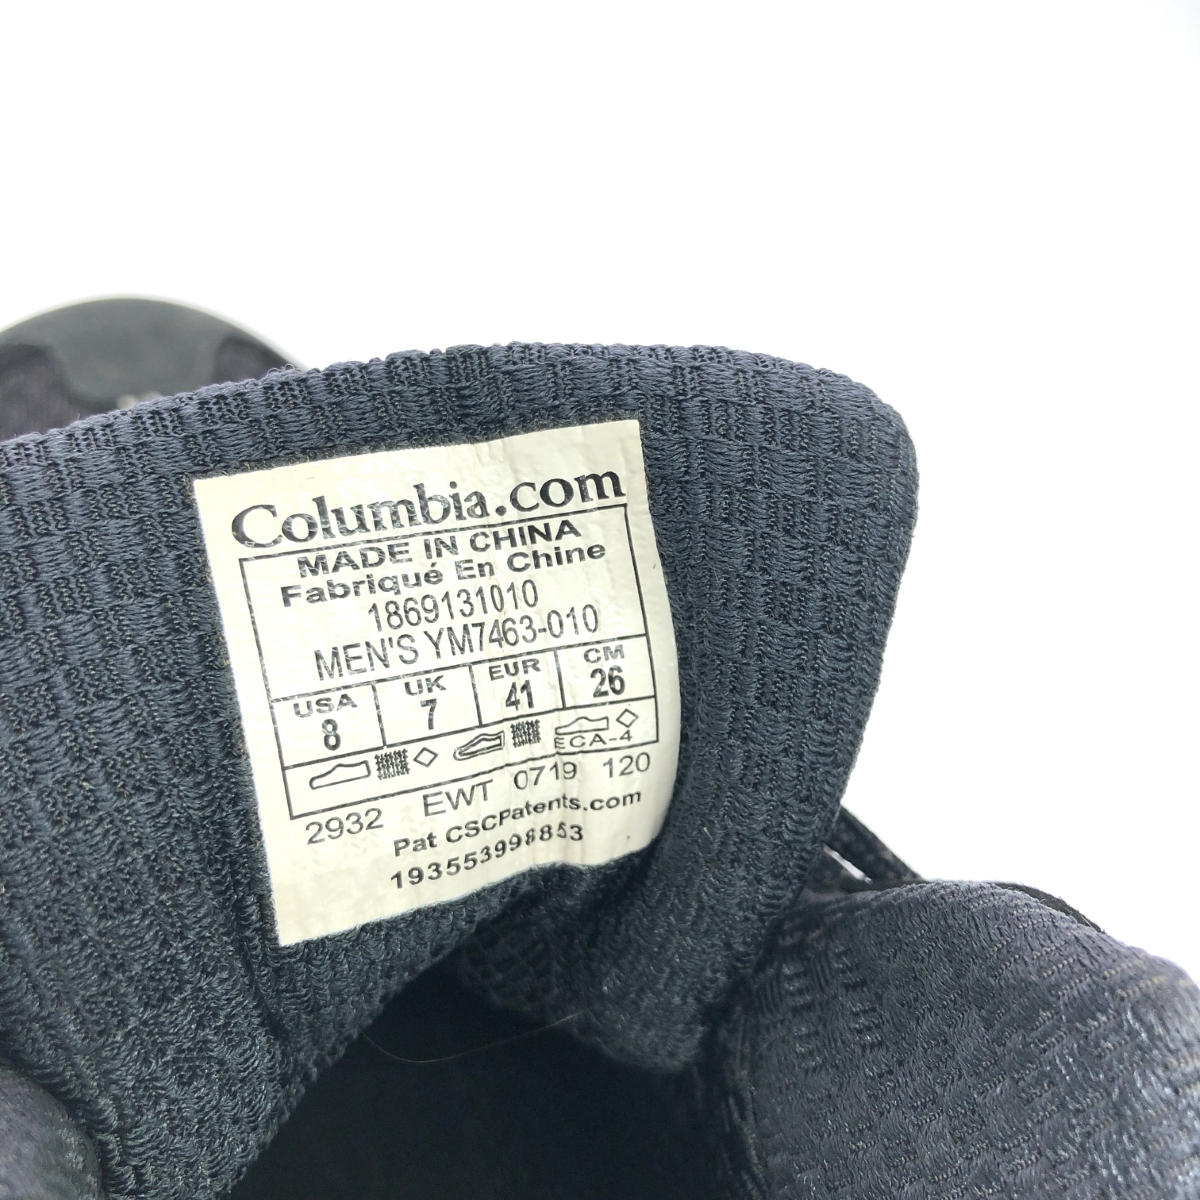 Columbia.com
MADE IN CHINA
Fabriqué En Chine
1869131010
MEN'S YM7463-010
USA UK EUR CM
8 7 41 26
ECA-4
2932 EWT 0719 120
Pat CSCPatents.com
193553998853